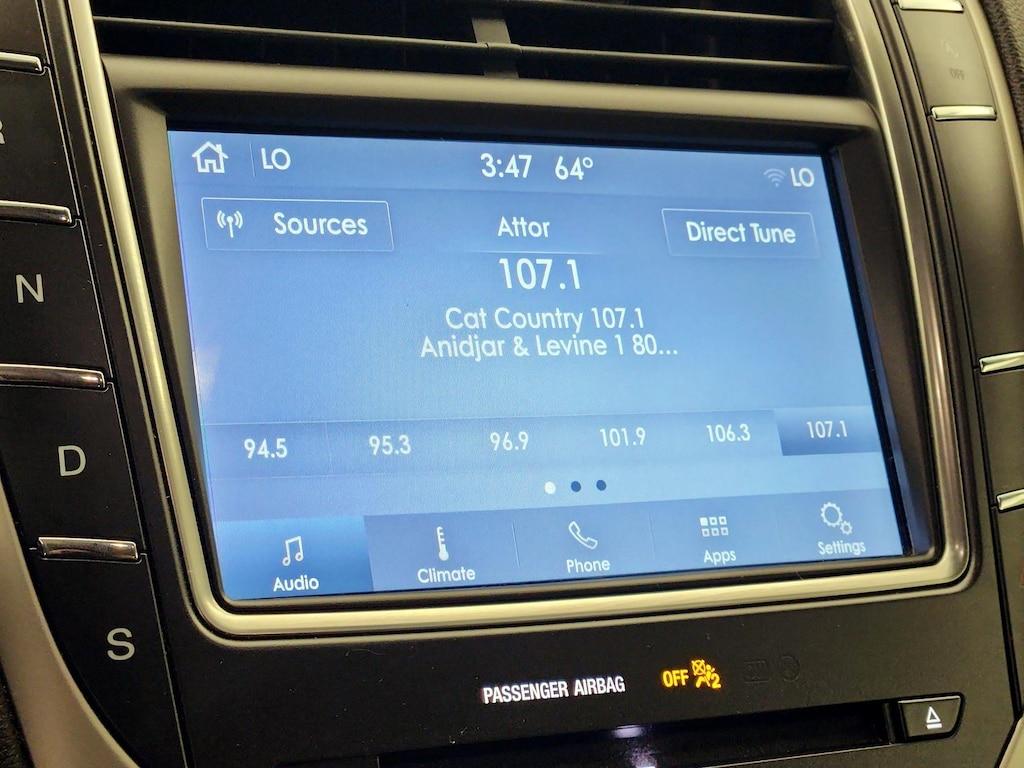 LO
3:47 64°
LO
Sources
Attor
Direct Tune
107.1
Cat Country 107.1
Anidjar & Levine 1 80...
94.5 95.3 96.9 101.9 106.3 107.1
Audio Climate Phone Apps Settings
N
D
S
OFF
PASSENGER AIRBAG OFF 2